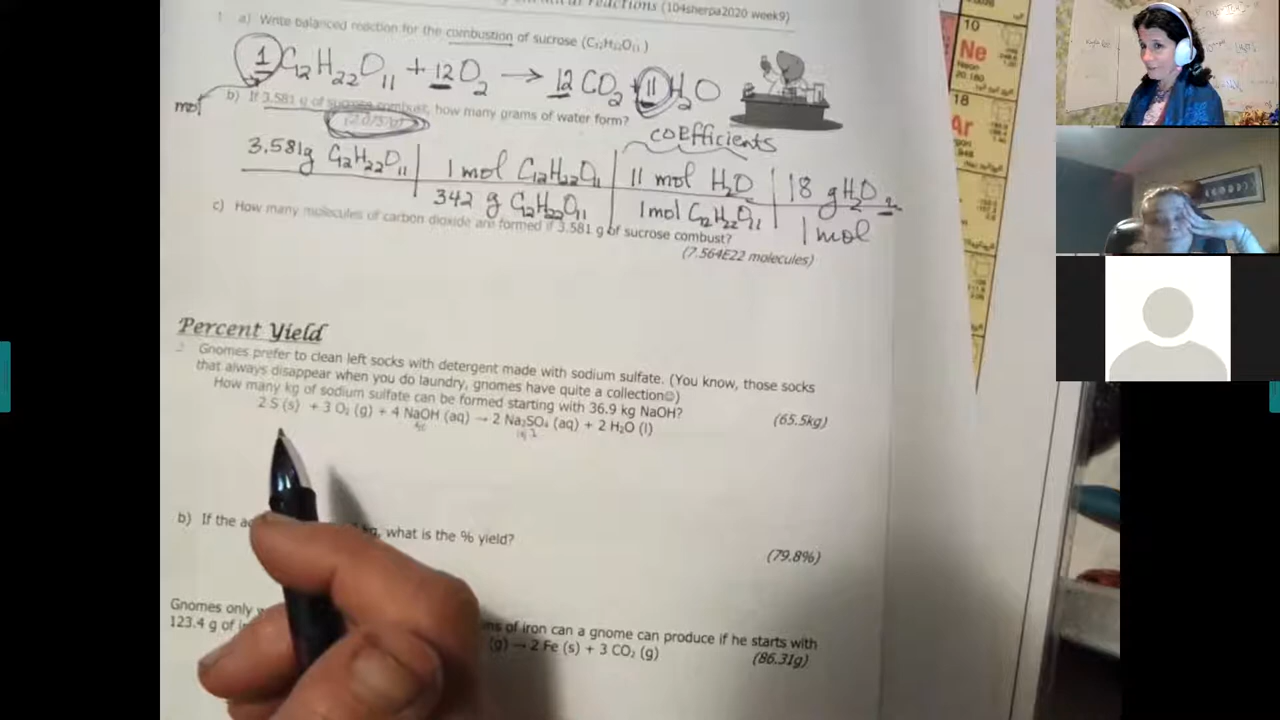 reactions (104sherpa2020 week9)
1 a) Write balanced reaction for the combustion of sucrose (C₁₂H₂₂O₁₁)
1 C₁₂H₂₂O₁₁ + 12 O₂ → 12 CO₂ + 11 H₂O
mol
b) If 3.581 g of sucrose combust, how many grams of water form?
coefficients
3.581g C₁₂H₂₂O₁₁ | 1 mol C₁₂H₂₂O₁₁ | 11 mol H₂O | 18 g H₂O
342 g C₁₂H₂₂O₁₁ | 1 mol C₁₂H₂₂O₁₁ | 1 mol
c) How many molecules of carbon dioxide are formed if 3.581 g of sucrose combust?
(7.564E22 molecules)
Percent Yield
Gnomes prefer to clean left socks with detergent made with sodium sulfate. (You know, those socks
that always disappear when you do laundry, gnomes have quite a collection☺)
How many kg of sodium sulfate can be formed starting with 36.9 kg NaOH?
2 S (s) + 3 O₂ (g) + 4 NaOH (aq) → 2 Na₂SO₄ (aq) + 2 H₂O (l)
(65.5kg)
b) If the kg, what is the % yield?
(79.8%)
Gnomes only of iron can a gnome can produce if he starts with
123.4 g of (g) → 2 Fe (s) + 3 CO₂ (g)
(86.31g)
10
Ne
Neon
20.180
18
Ar